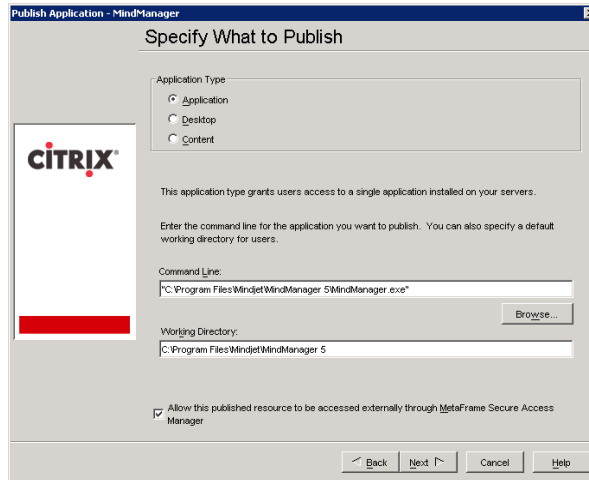 Publish Application - MindManager
Specify What to Publish
Application Type
Application
Desktop
Content
CITRIX
This application type grants users access to a single application installed on your servers.
Enter the command line for the application you want to publish. You can also specify a default
working directory for users.
Command Line:
"C:\Program Files\Mindjet\MindManager 5\MindManager.exe"
Browse...
Working Directory:
C:\Program Files\Mindjet\MindManager 5
Allow this published resource to be accessed externally through MetaFrame Secure Access
Manager
Back Next Cancel Help